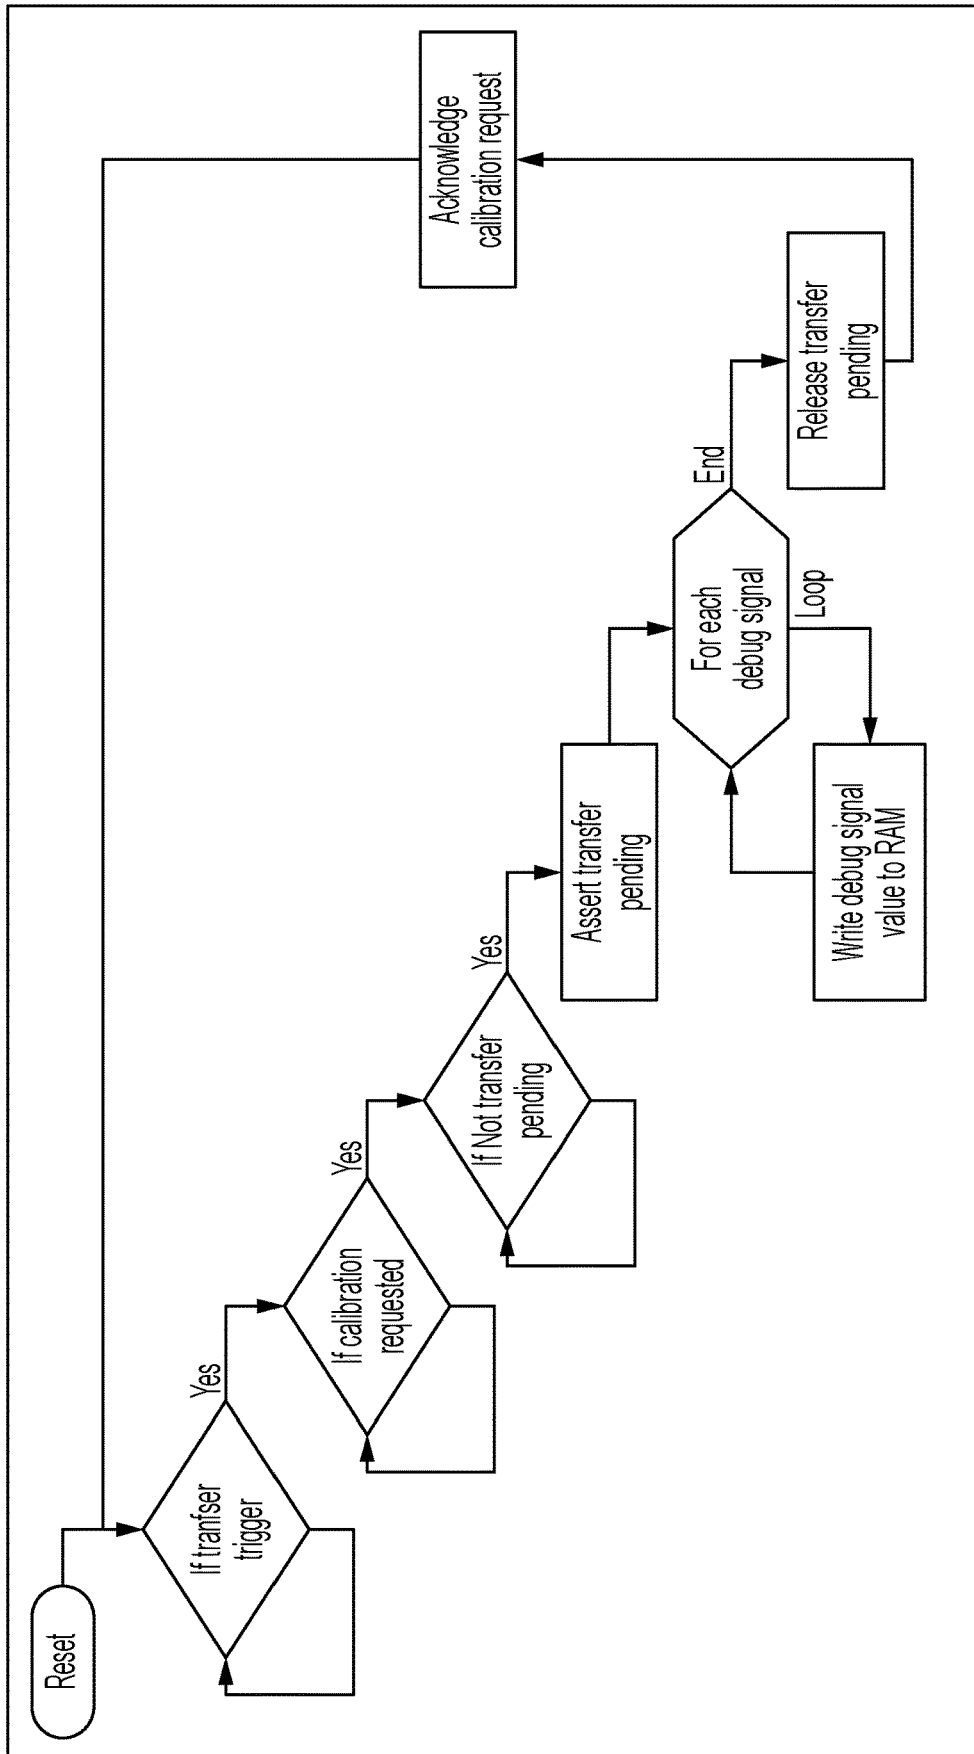 Reset
If tranfser
trigger
Yes
If calibration
requested
Yes
If Not transfer
pending
Yes
Assert transfer
pending
For each
debug signal
Loop
Write debug signal
value to RAM
End
Release transfer
pending
Acknowledge
calibration request